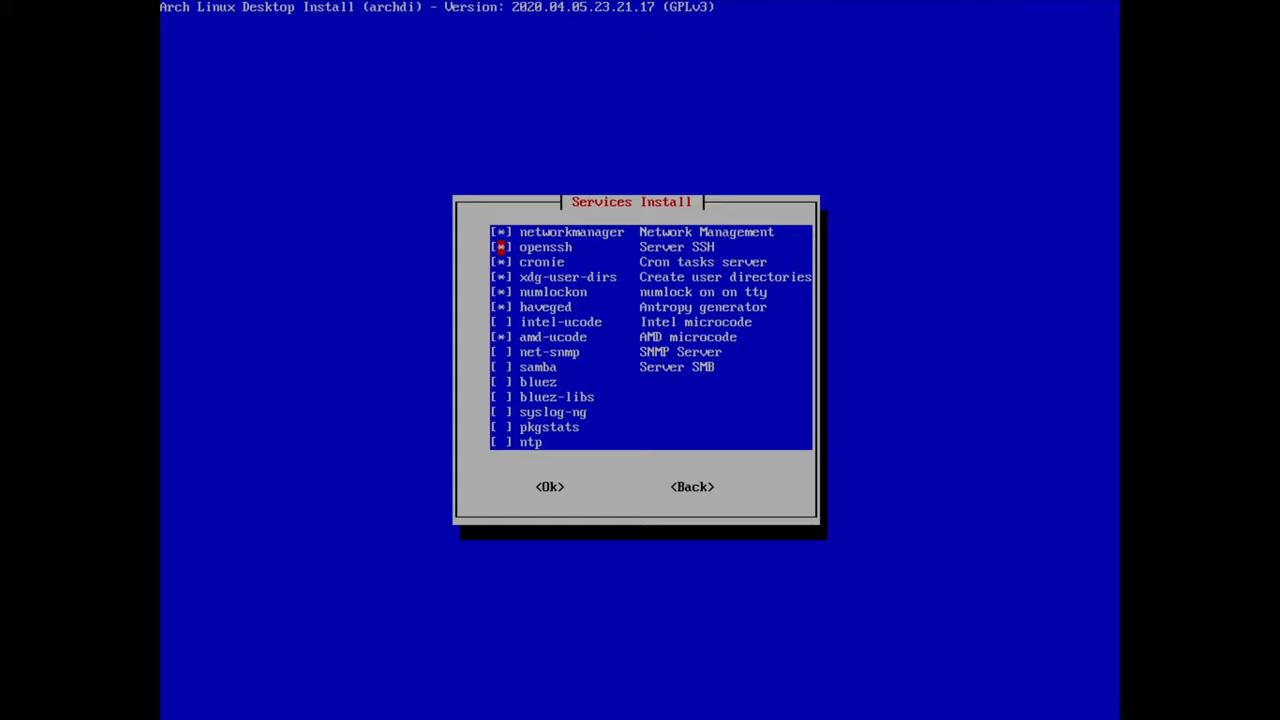 Arch Linux Desktop Install (archdi) - Version: 2020.04.05.23.21.17 (GPLv3)
Services Install
[*] networkmanager Network Management
[*] openssh Server SSH
[*] cronie Cron tasks server
[*] xdg-user-dirs Create user directories
[*] numlockon numlock on on tty
[*] haveged Antropy generator
[ ] intel-ucode Intel microcode
[*] amd-ucode AMD microcode
[ ] net-snmp SNMP Server
[ ] samba Server SMB
[ ] bluez
[ ] bluez-libs
[ ] syslog-ng
[ ] pkgstats
[ ] ntp
<Ok> <Back>